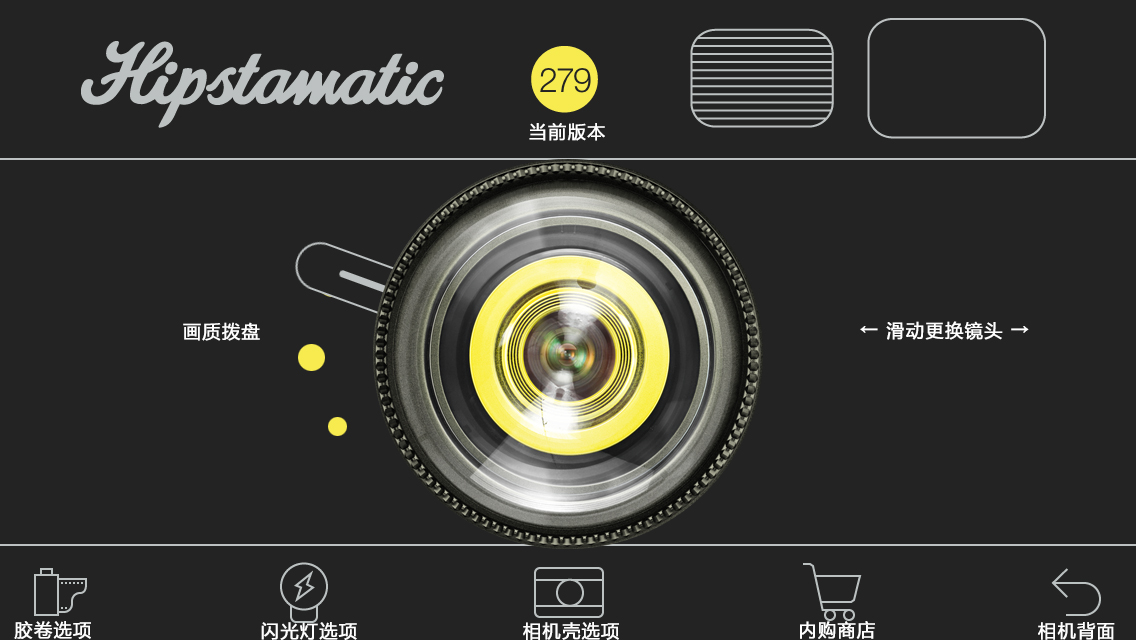 Hipstamatic
279
当前版本
画质拨盘
← 滑动更换镜头 →
胶卷选项
闪光灯选项
相机壳选项
内购商店
相机背面